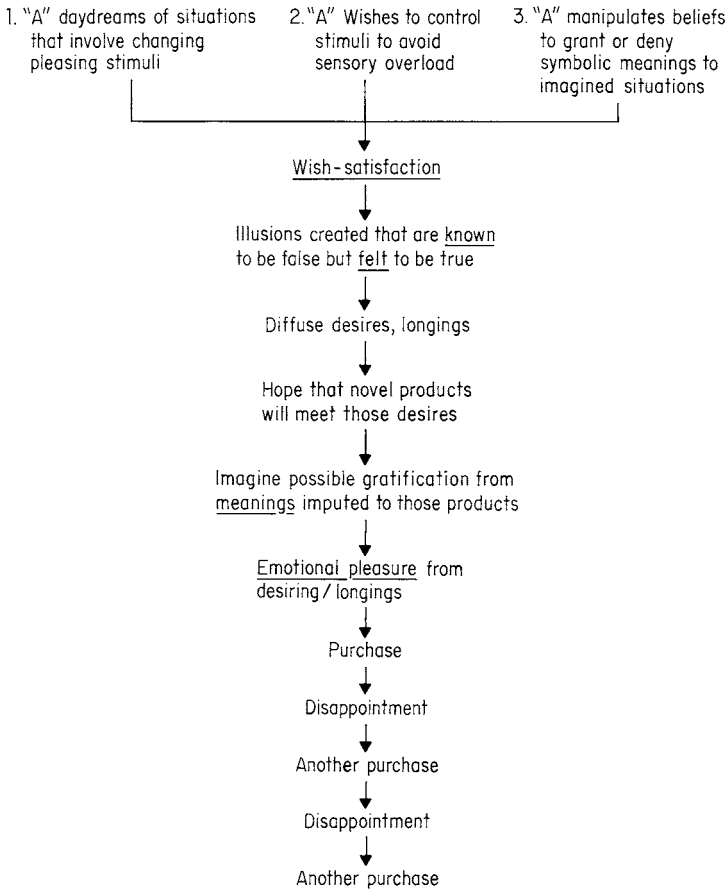 1. "A" daydreams of situations
that involve changing
pleasing stimuli
2. "A" Wishes to control
stimuli to avoid
sensory overload
3. "A" manipulates beliefs
to grant or deny
symbolic meanings to
imagined situations
Wish-satisfaction
Illusions created that are known
to be false but felt to be true
Diffuse desires, longings
Hope that novel products
will meet those desires
Imagine possible gratification from
meanings imputed to those products
Emotional pleasure from
desiring/longings
Purchase
Disappointment
Another purchase
Disappointment
Another purchase